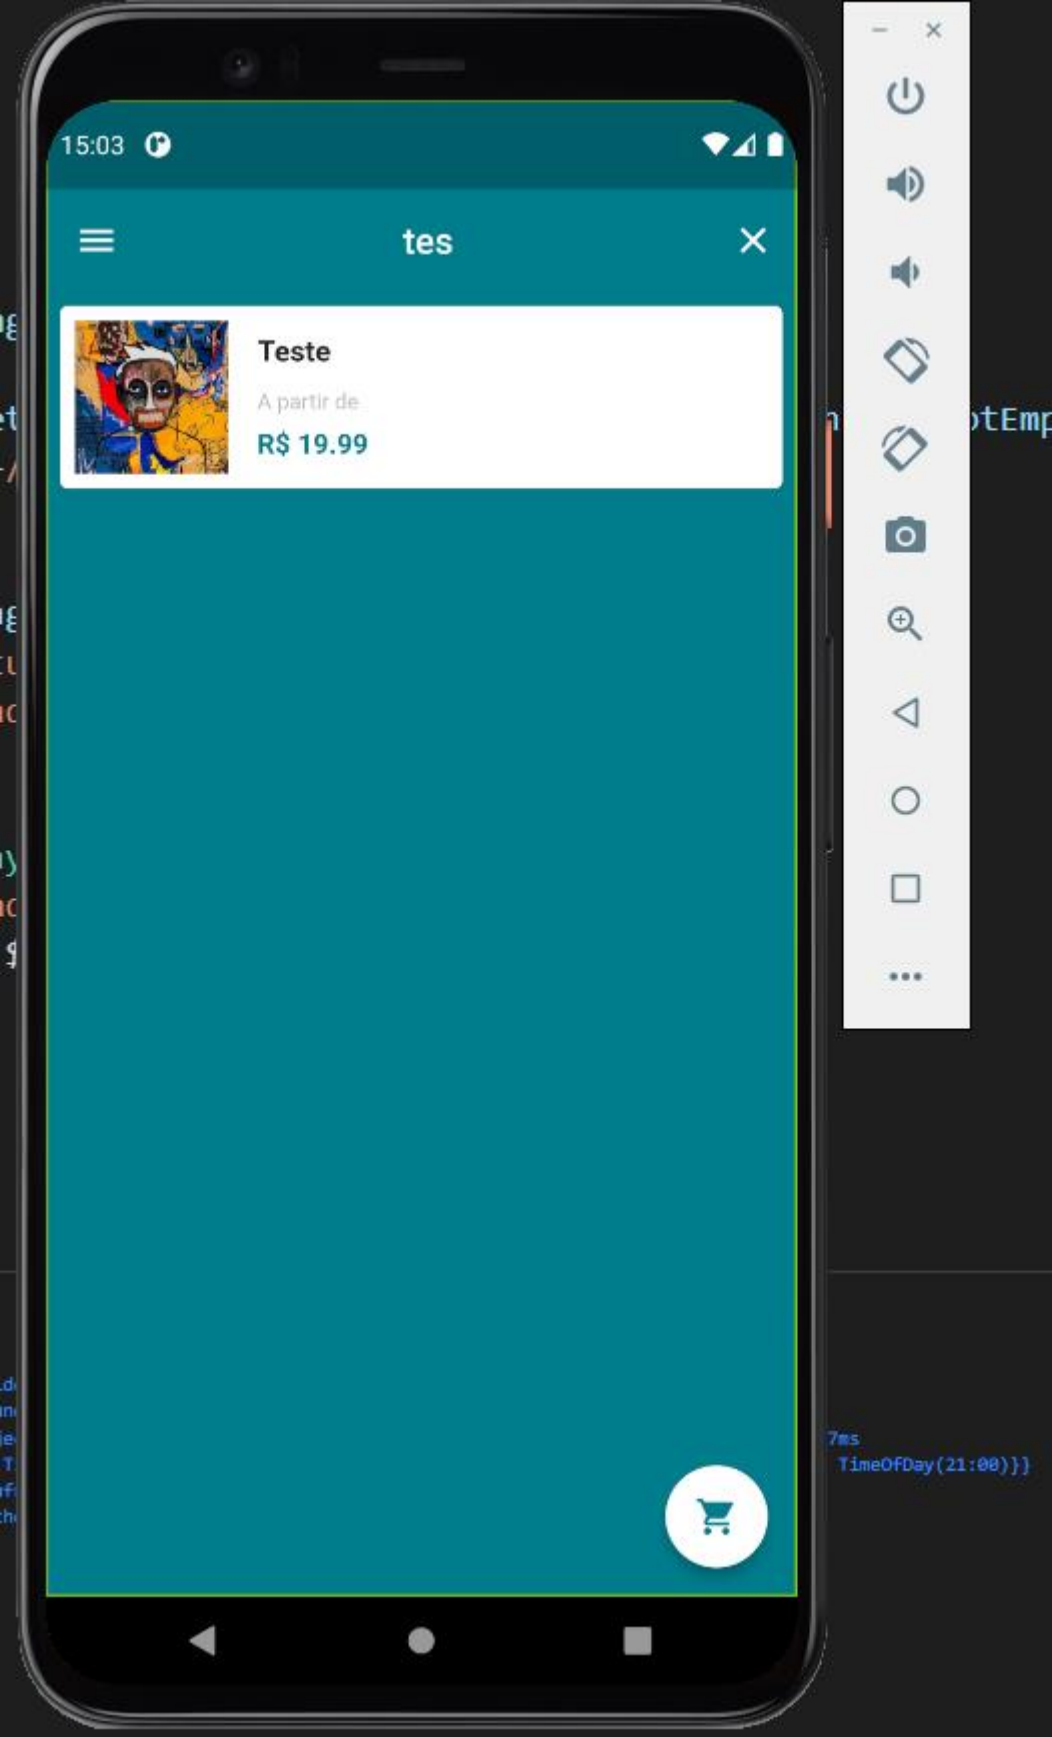 15:03
tes
Teste
A partir de
R$ 19.99
otEmp
7ms
TimeOfDay(21:00)}}